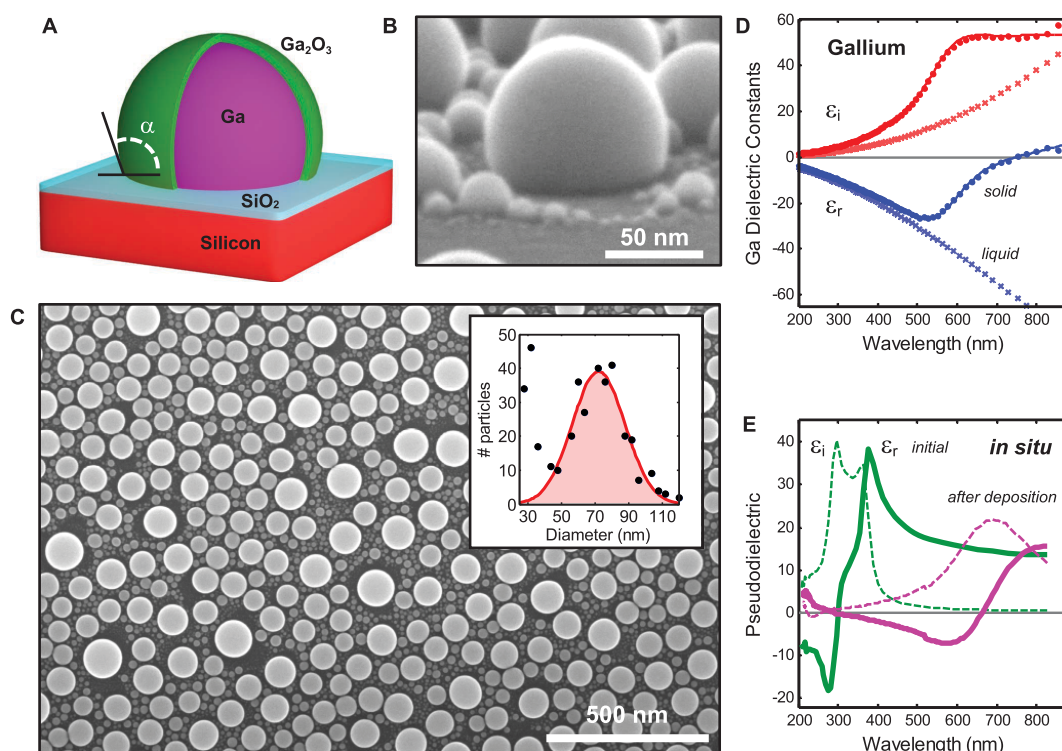 A
Ga₂O₃
Ga
α
SiO₂
Silicon
B
50 nm
C
500 nm
50
40
30
20
10
0
# particles
30 50 70 90 110
Diameter (nm)
D
Gallium
60
40
20
0
-20
-40
-60
Ga Dielectric Constants
εi
εr
solid
liquid
200 300 400 500 600 700 800
Wavelength (nm)
E
εi εr initial in situ
after deposition
40
30
20
10
0
-10
-20
Pseudodielectric
200 300 400 500 600 700 800
Wavelength (nm)